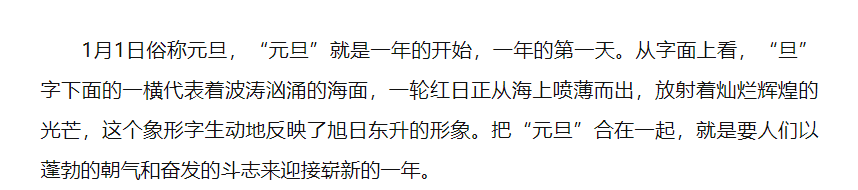 1月1日俗称元旦，“元旦”就是一年的开始，一年的第一天。从字面上看，“旦”
字下面的一横代表着波涛汹涌的海面，一轮红日正从海上喷薄而出，放射着灿烂辉煌的
光芒，这个象形字生动地反映了旭日东升的形象。把“元旦”合在一起，就是要人们以
蓬勃的朝气和奋发的斗志来迎接崭新的一年。